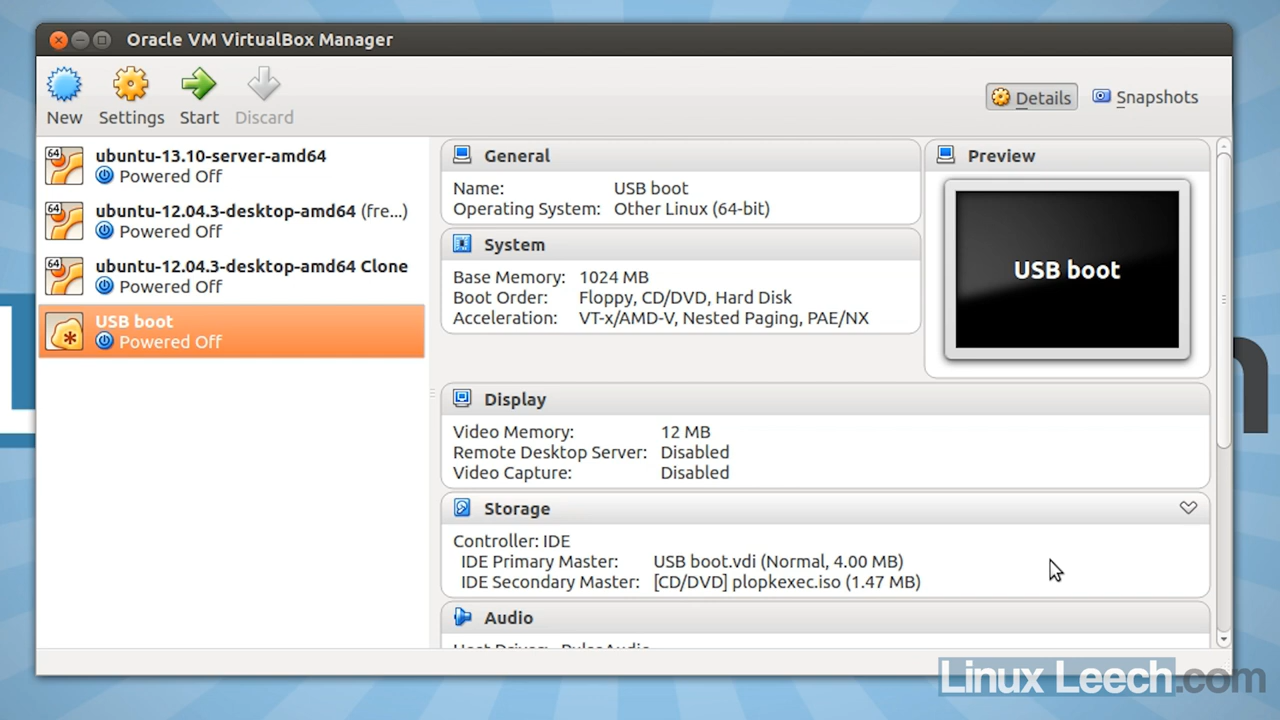 Oracle VM VirtualBox Manager
New
Settings
Start
Discard
Details
Snapshots
64
ubuntu-13.10-server-amd64
Powered Off
64
ubuntu-12.04.3-desktop-amd64 (fre...)
Powered Off
64
ubuntu-12.04.3-desktop-amd64 Clone
Powered Off
USB boot
Powered Off
General
Name: USB boot
Operating System: Other Linux (64-bit)
System
Base Memory: 1024 MB
Boot Order: Floppy, CD/DVD, Hard Disk
Acceleration: VT-x/AMD-V, Nested Paging, PAE/NX
Preview
USB boot
Display
Video Memory: 12 MB
Remote Desktop Server: Disabled
Video Capture: Disabled
Storage
Controller: IDE
IDE Primary Master: USB boot.vdi (Normal, 4.00 MB)
IDE Secondary Master: [CD/DVD] plopkexec.iso (1.47 MB)
Audio
Linux Leech.com